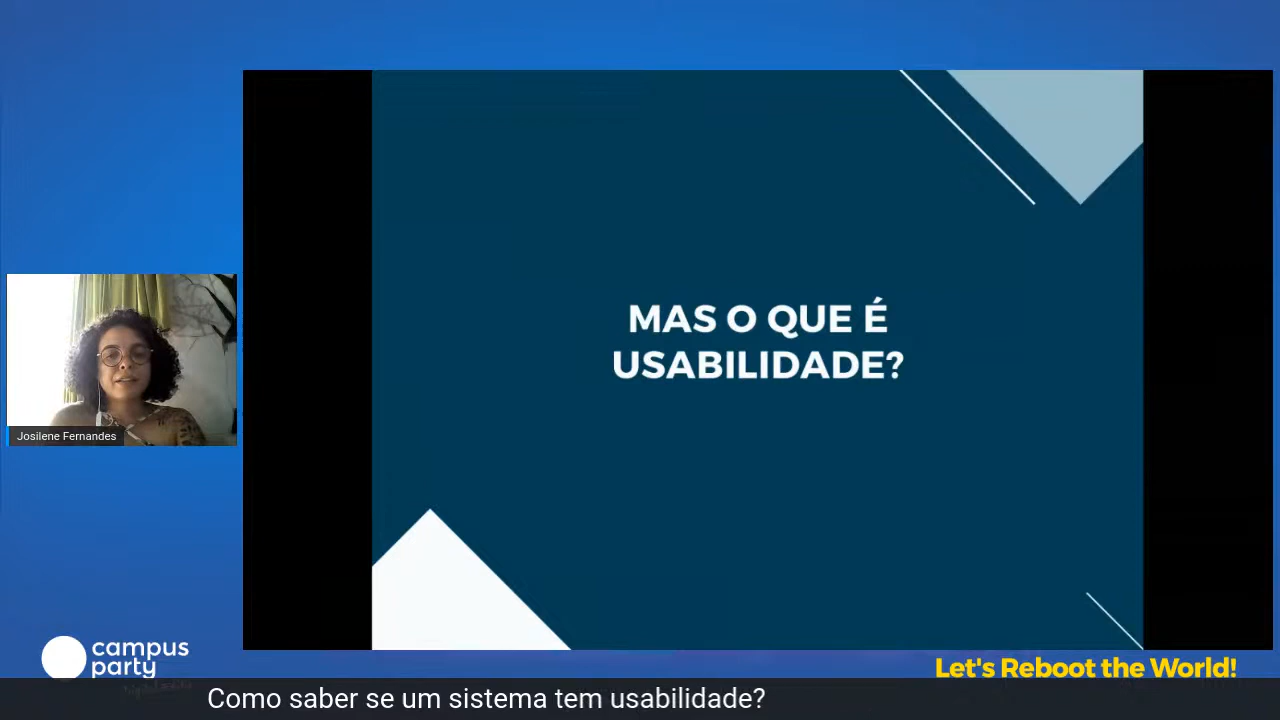 MAS O QUE É
USABILIDADE?
Josilene Fernandes
campus
party
Let's Reboot the World!
Como saber se um sistema tem usabilidade?